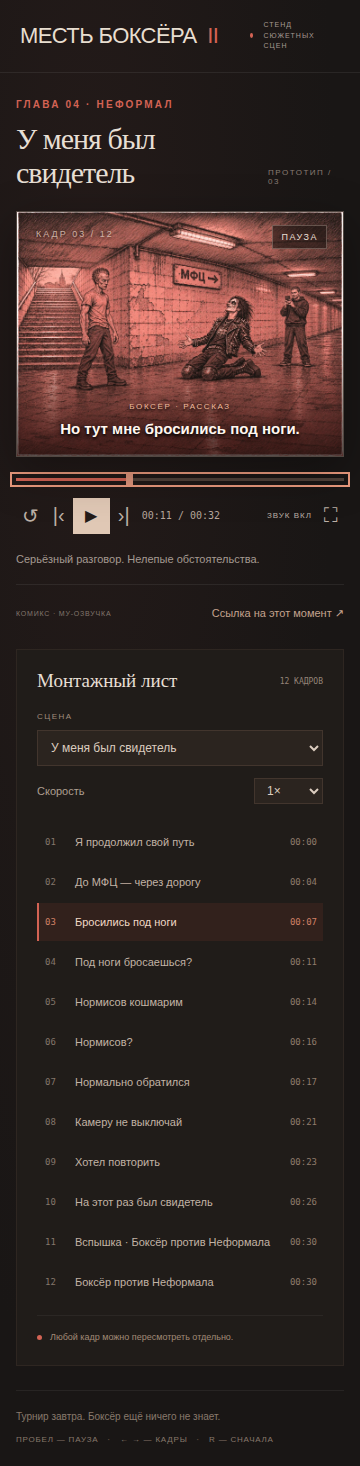 МЕСТЬ БОКСЁРА II
СТЕНД
СЮЖЕТНЫХ
СЦЕН
ГЛАВА 04 · НЕФОРМАЛ
У меня был
свидетель
ПРОТОТИП /
03
КАДР 03 / 12
ПАУЗА
МФЦ →
БОКСЁР · РАССКАЗ
Но тут мне бросились под ноги.
00:11 / 00:32
ЗВУК ВКЛ
Серьёзный разговор. Нелепые обстоятельства.
КОМИКС · МУ-ОЗВУЧКА
Ссылка на этот момент ↗
Монтажный лист
12 КАДРОВ
СЦЕНА
У меня был свидетель
Скорость
1×
01 Я продолжил свой путь 00:00
02 До МФЦ — через дорогу 00:04
03 Бросились под ноги 00:07
04 Под ноги бросаешься? 00:11
05 Нормисов кошмарим 00:14
06 Нормисов? 00:16
07 Нормально обратился 00:17
08 Камеру не выключай 00:21
09 Хотел повторить 00:23
10 На этот раз был свидетель 00:26
11 Вспышка · Боксёр против Неформала 00:30
12 Боксёр против Неформала 00:30
Любой кадр можно пересмотреть отдельно.
Турнир завтра. Боксёр ещё ничего не знает.
ПРОБЕЛ — ПАУЗА · ← → — КАДРЫ · Я — СНАЧАЛА